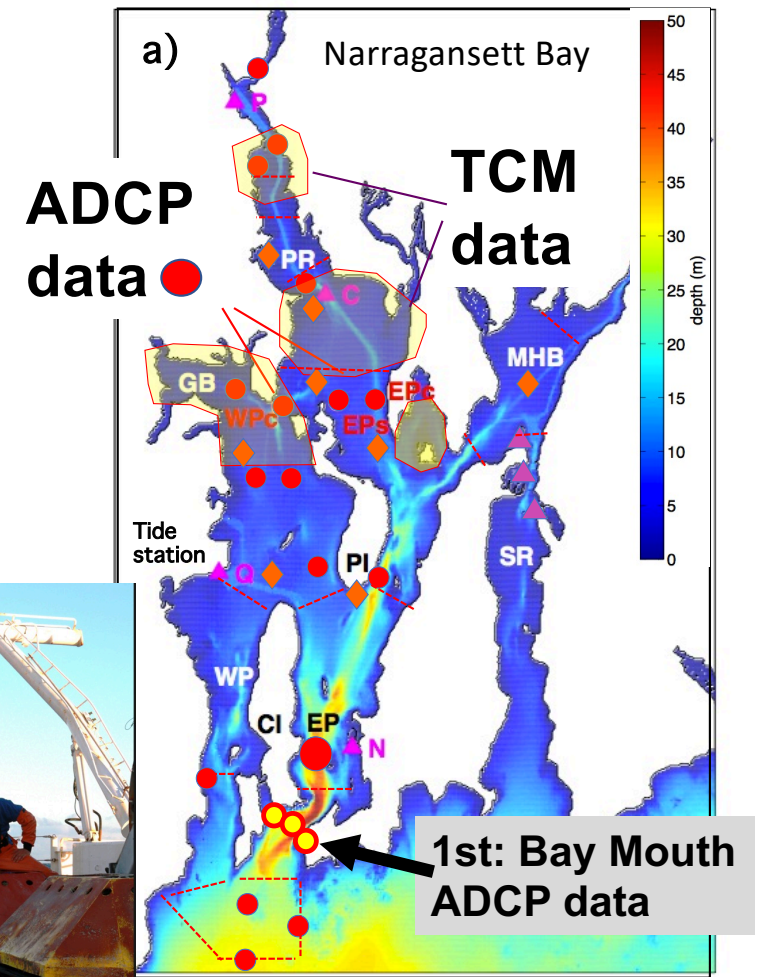 a)
Narragansett Bay
P
ADCP
data
TCM
data
PR
C
GB
WPc
EPc
EPs
MHB
Tide
station
Q
PI
SR
WP
CI
EP
N
1st: Bay Mouth
ADCP data
50
45
40
35
30
25
20
15
10
5
0
depth (m)